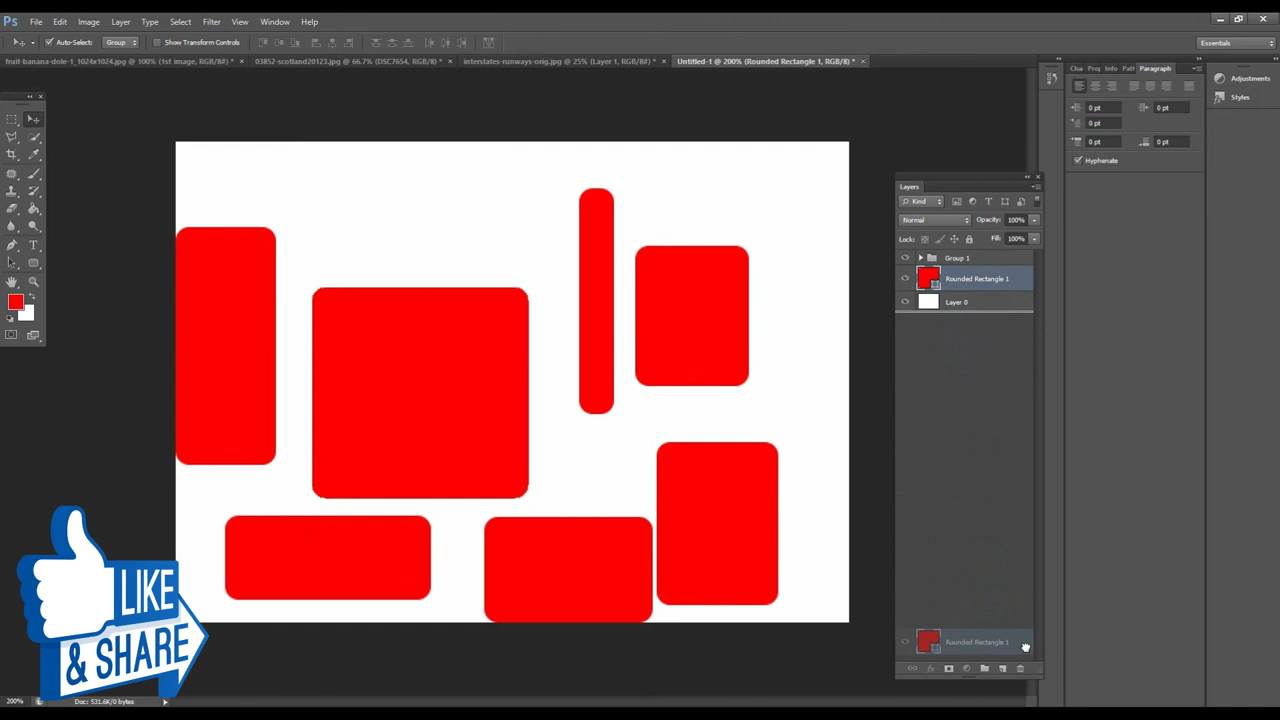 Ps File Edit Image Layer Type Select Filter View Window Help
Auto-Select: Group Show Transform Controls Essentials
fruit-banana-dole-1_1024x1024.jpg @ 100% (1st image, RGB/8#) * × 03852-scotland20123.jpg @ 66.7% (DSC7654, RGB/8*) * × interstates-runways-orig.jpg @ 25% (Layer 1, RGB/8#) * × Untitled-1 @ 200% (Rounded Rectangle 1, RGB/8) * ×
Cha Proj Info Path Paragraph
Adjustments
Styles
0 pt 0 pt
0 pt
0 pt 0 pt
Hyphenate
Layers
Kind
Normal Opacity: 100%
Lock: Fill: 100%
Group 1
Rounded Rectangle 1
Layer 0
Rounded Rectangle 1
LIKE
& SHARE
200% Doc: 531.6K/0 bytes